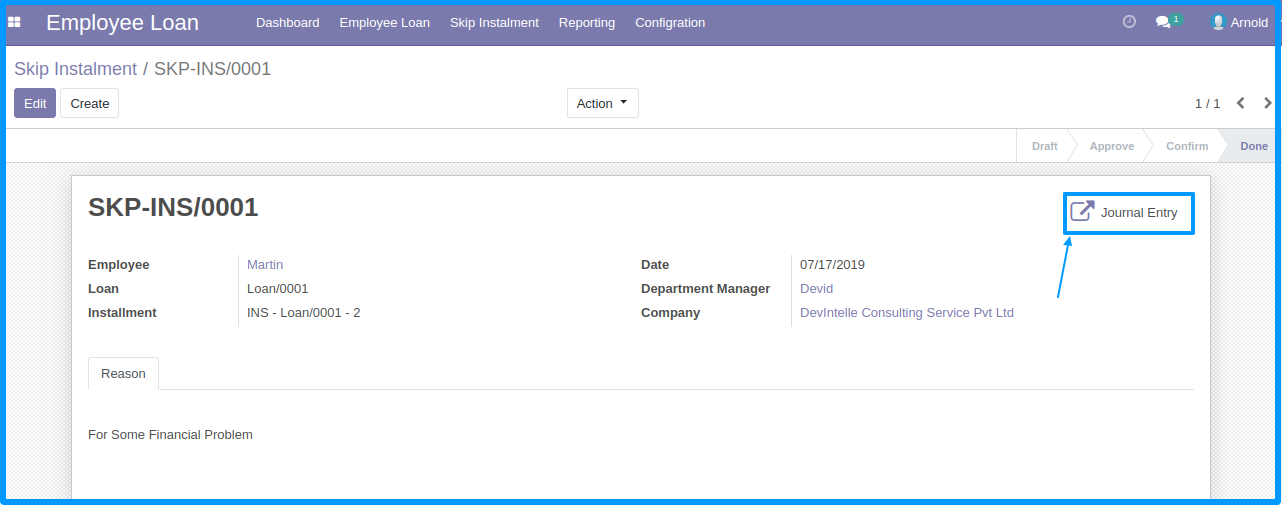 Employee Loan Dashboard Employee Loan Skip Instalment Reporting Configration 1 Arnold
Skip Instalment / SKP-INS/0001
Edit Create Action 1 / 1
Draft Approve Confirm Done
SKP-INS/0001 Journal Entry
Employee Martin Date 07/17/2019
Loan Loan/0001 Department Manager Devid
Installment INS - Loan/0001 - 2 Company DevIntelle Consulting Service Pvt Ltd
Reason
For Some Financial Problem